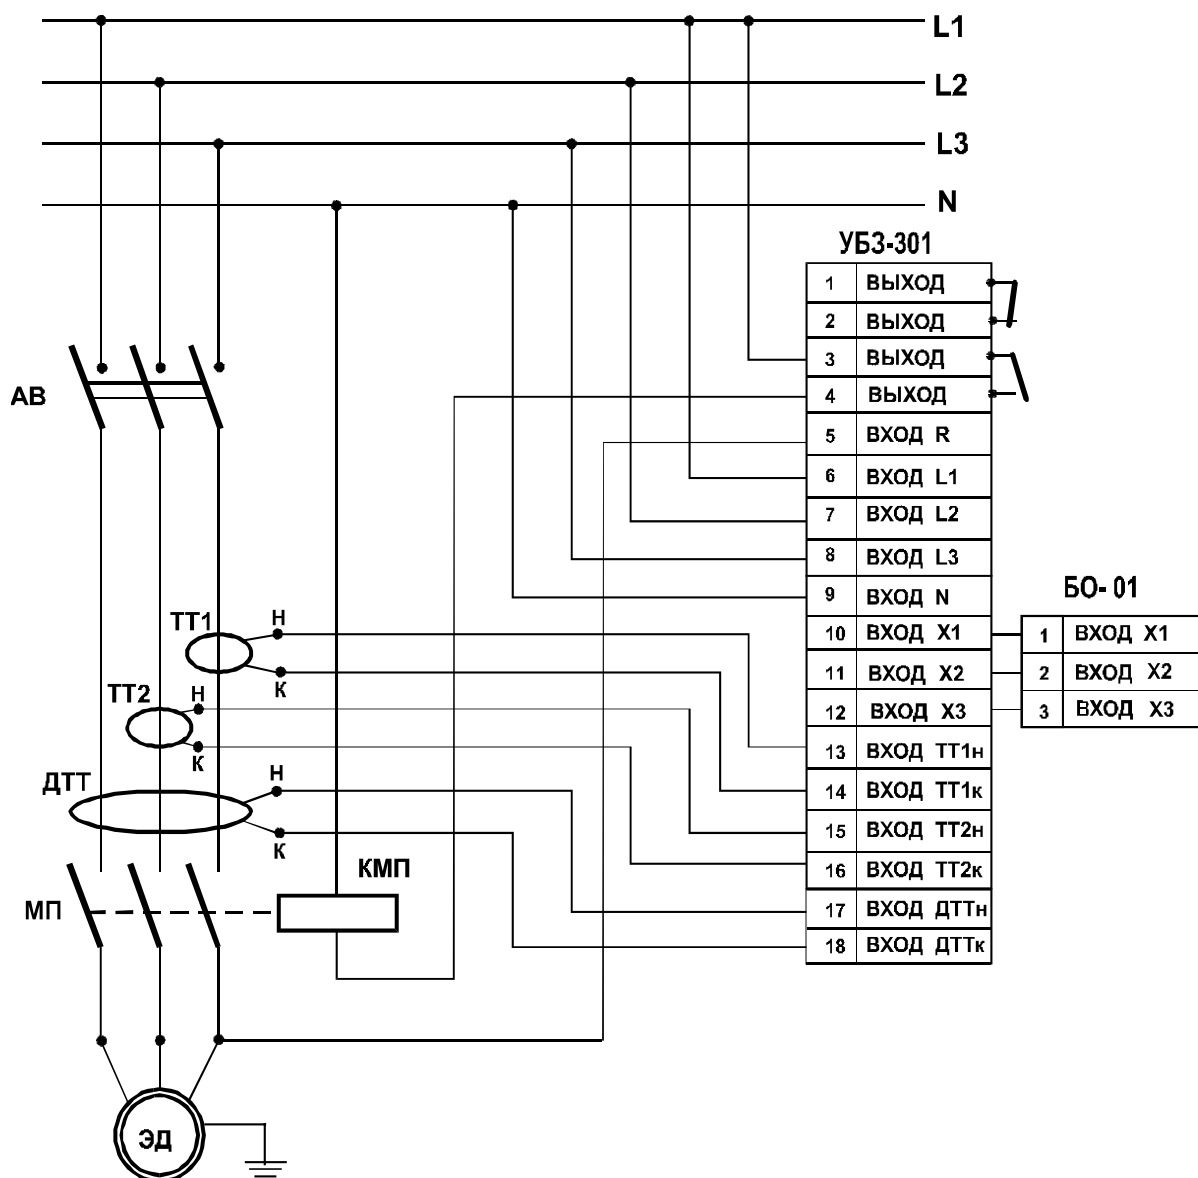 L1
L2
L3
N
УБЗ-301
1 ВЫХОД
2 ВЫХОД
3 ВЫХОД
АВ
4 ВЫХОД
5 ВХОД R
6 ВХОД L1
7 ВХОД L2
8 ВХОД L3
БО- 01
9 ВХОД N
ТТ1
Н
10 ВХОД X1
1 ВХОД X1
11 ВХОД X2
2 ВХОД X2
К
ТТ2
Н
12 ВХОД X3
3 ВХОД X3
13 ВХОД ТТ1н
К
ДТТ
Н
14 ВХОД ТТ1к
15 ВХОД ТТ2н
К
КМП
16 ВХОД ТТ2к
МП
17 ВХОД ДТТн
18 ВХОД ДТТк
ЭД